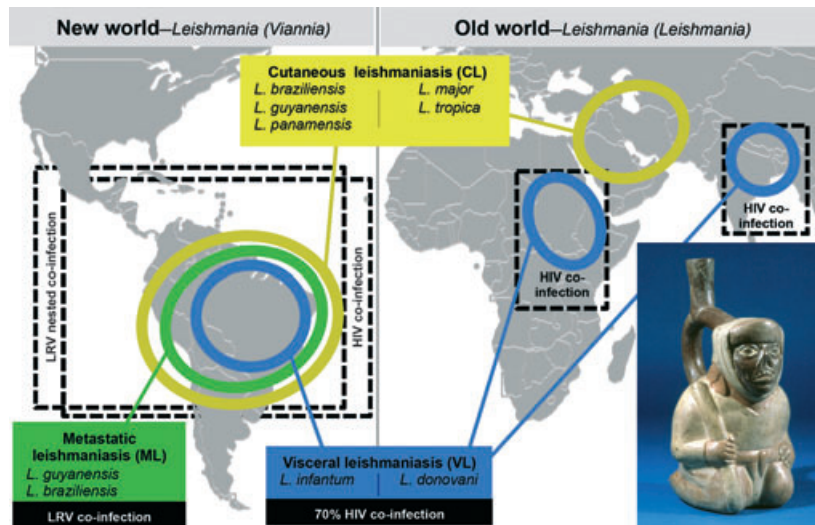 New world—Leishmania (Viannia)
Old world—Leishmania (Leishmania)
Cutaneous leishmaniasis (CL)
L. braziliensis
L. guyanensis
L. panamensis
L. major
L. tropica
LRV nested co-infection
HIV co-infection
HIV co-
infection
HIV co-
infection
Metastatic
leishmaniasis (ML)
L. guyanensis
L. braziliensis
LRV co-infection
Visceral leishmaniasis (VL)
L. infantum
L. donovani
70% HIV co-infection